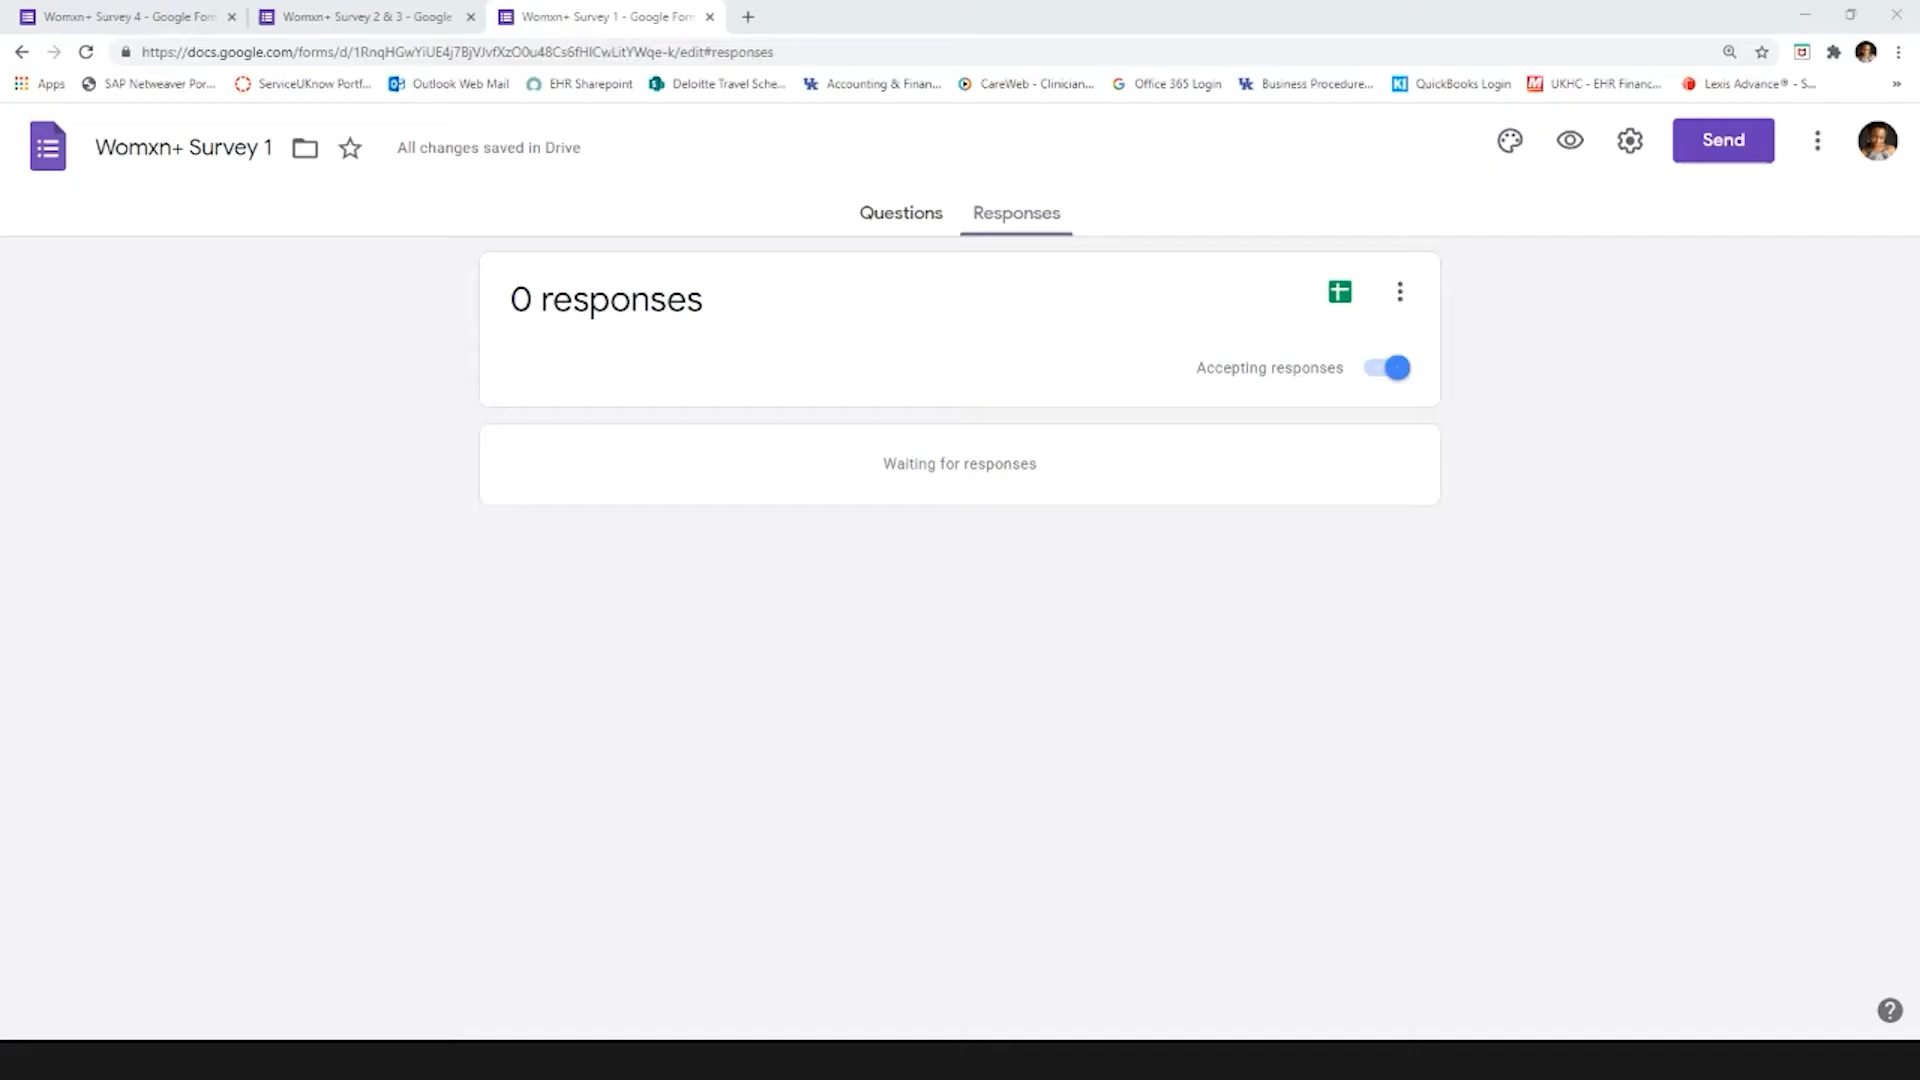 Womxn+ Survey 4 - Google Form
Womxn+ Survey 2 & 3 - Google
Womxn+ Survey 1 - Google Form
https://docs.google.com/forms/d/1RnqHGwYiUE4j7BjVJvfXzO0u48Cs6fHlCwLitYWqe-k/edit#responses
Apps
SAP Netweaver Por...
ServiceUKnow Portf...
Outlook Web Mail
EHR Sharepoint
Deloitte Travel Sche...
Accounting & Finan...
CareWeb - Clinician...
Office 365 Login
Business Procedure...
QuickBooks Login
UKHC - EHR Financ...
Lexis Advance® - S...
Womxn+ Survey 1
All changes saved in Drive
Send
Questions
Responses
0 responses
Accepting responses
Waiting for responses